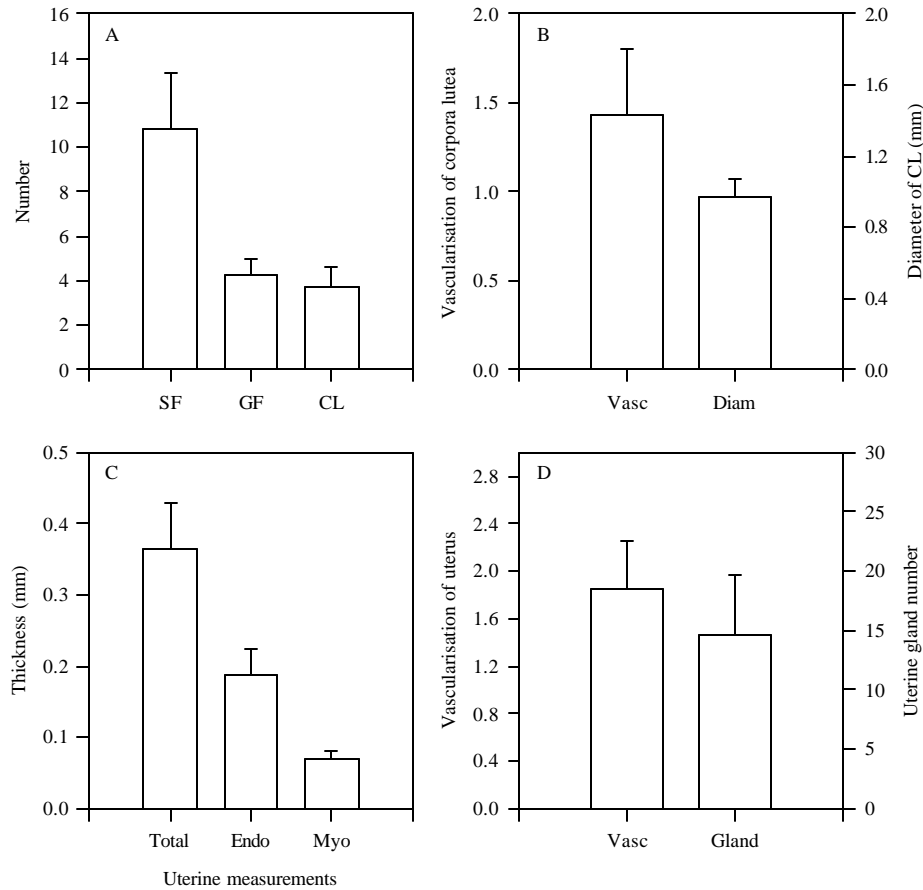 A
Number
16
14
12
10
8
6
4
2
0
SF GF CL
B
Vascularisation of corpora lutea
2.0
1.5
1.0
0.5
0.0
Vasc Diam
2.0
1.6
1.2
0.8
0.4
0.0
Diameter of CL (mm)
C
Thickness (mm)
0.5
0.4
0.3
0.2
0.1
0.0
Total Endo Myo
Uterine measurements
D
Vascularisation of uterus
2.8
2.4
2.0
1.6
1.2
0.8
0.4
0.0
Vasc Gland
30
25
20
15
10
5
0
Uterine gland number